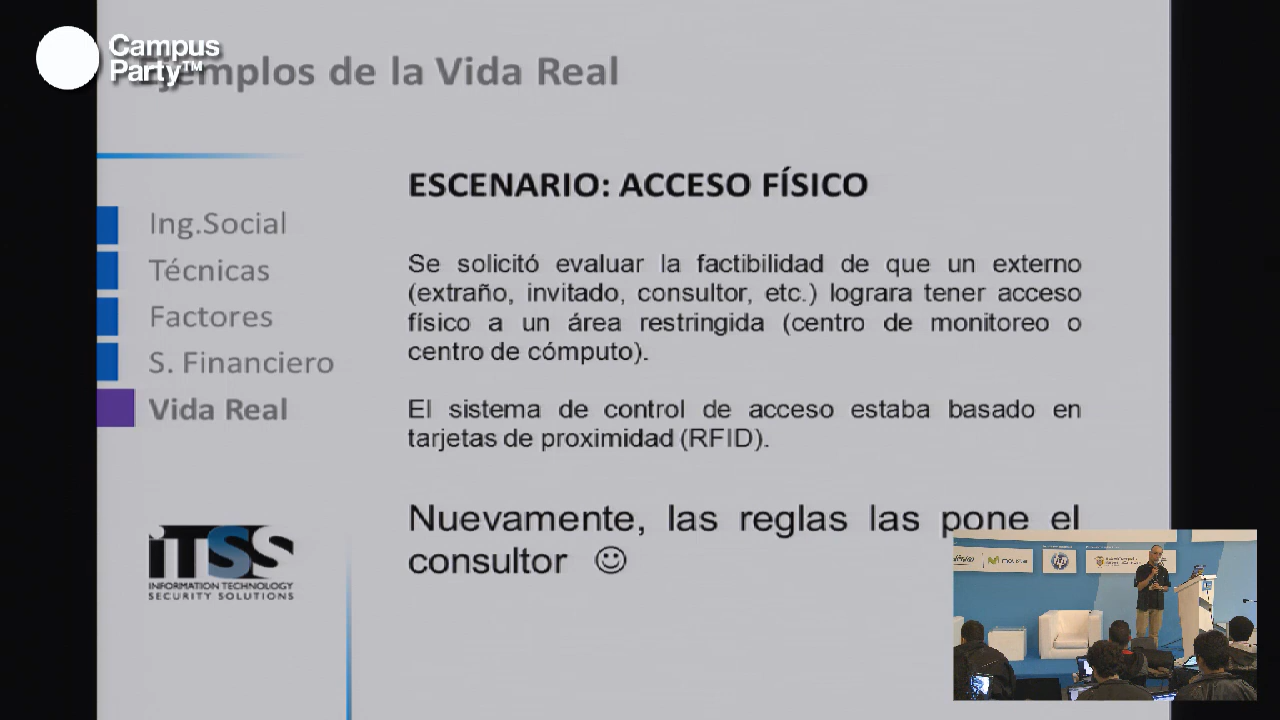 Campus
Party™
Ejemplos de la Vida Real
ESCENARIO: ACCESO FÍSICO
Ing.Social
Técnicas
Factores
S. Financiero
Vida Real
Se solicitó evaluar la factibilidad de que un externo
(extraño, invitado, consultor, etc.) lograra tener acceso
físico a un área restringida (centro de monitoreo o
centro de cómputo).
El sistema de control de acceso estaba basado en
tarjetas de proximidad (RFID).
Nuevamente, las reglas las pone el
consultor ☺
iTSS
INFORMATION TECHNOLOGY
SECURITY SOLUTIONS
movistar
hp